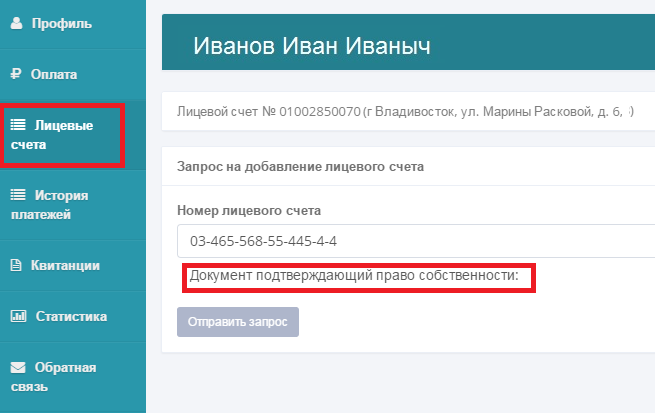 Профиль
Оплата
Лицевые
счета
История
платежей
Квитанции
Статистика
Обратная
связь
Иванов Иван Иваныч
Лицевой счет № 01002850070 (г Владивосток, ул. Марины Расковой, д. 6, )
Запрос на добавление лицевого счета
Номер лицевого счета
03-465-568-55-445-4-4
Документ подтверждающий право собственности:
Отправить запрос